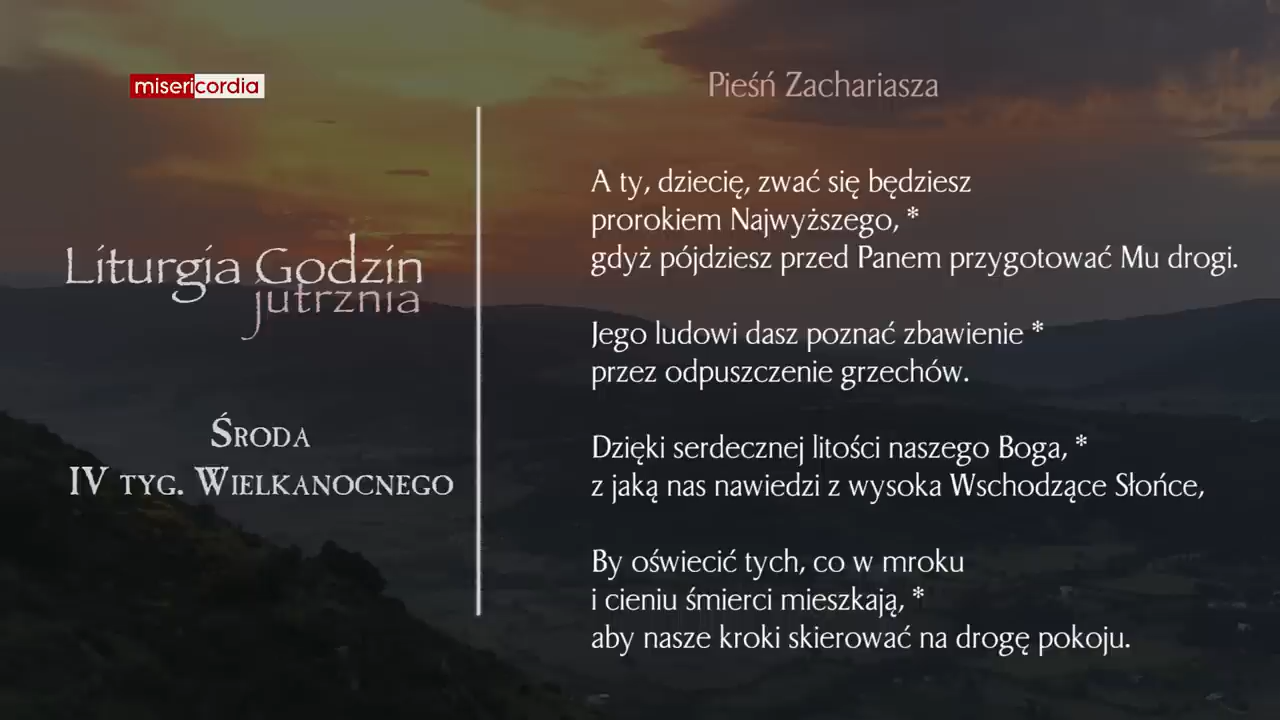 misericordia
Liturgia Godzin
jutrznia
Środa
IV tyg. Wielkanocnego
Pieśń Zachariasza
A ty, dziecię, zwać się będziesz
prorokiem Najwyższego, *
gdyż pójdziesz przed Panem przygotować Mu drogi.
Jego ludowi dasz poznać zbawienie *
przez odpuszczenie grzechów.
Dzięki serdecznej litości naszego Boga, *
z jaką nas nawiedzi z wysoka Wschodzące Słońce,
By oświecić tych, co w mroku
i cieniu śmierci mieszkają, *
aby nasze kroki skierować na drogę pokoju.